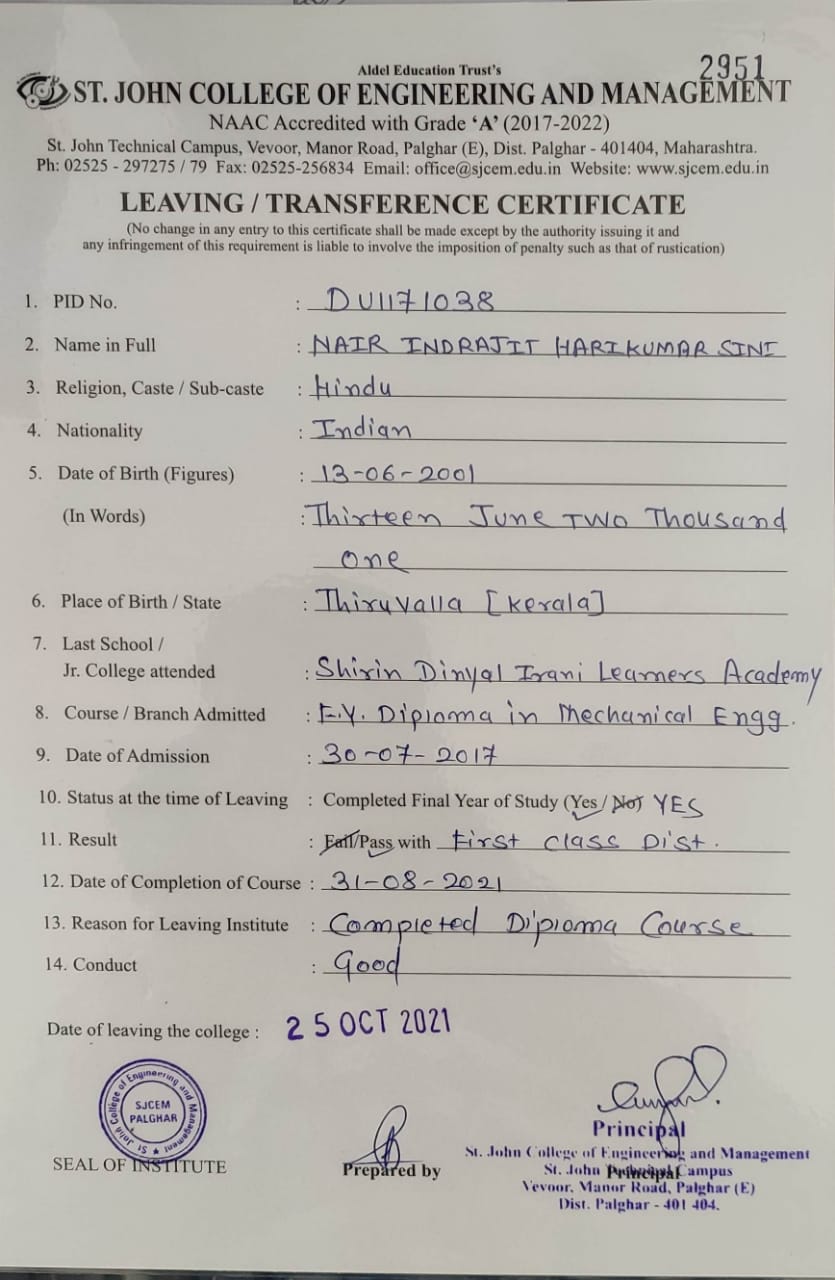 2951
Aldel Education Trust's
ST. JOHN COLLEGE OF ENGINEERING AND MANAGEMENT
NAAC Accredited with Grade 'A' (2017-2022)
St. John Technical Campus, Vevoor, Manor Road, Palghar (E), Dist. Palghar - 401404, Maharashtra.
Ph: 02525 - 297275 / 79 Fax: 02525-256834 Email: office@sjcem.edu.in Website: www.sjcem.edu.in
LEAVING / TRANSFERENCE CERTIFICATE
(No change in any entry to this certificate shall be made except by the authority issuing it and
any infringement of this requirement is liable to involve the imposition of penalty such as that of rustication)
1. PID No. : DU1171038
2. Name in Full : NAIR INDRAJIT HARIKUMAR SINI
3. Religion, Caste / Sub-caste : Hindu
4. Nationality : Indian
5. Date of Birth (Figures) : 13-06-2001
(In Words) : Thirteen June Two Thousand
one
6. Place of Birth / State : Thiruvalla [Kerala]
7. Last School /
Jr. College attended : Shirin Dinyal Irani Learners Academy
8. Course / Branch Admitted : F.Y. Diploma in Mechanical Engg.
9. Date of Admission : 30-07-2017
10. Status at the time of Leaving : Completed Final Year of Study (Yes / No) YES
11. Result : Fail/Pass with First Class Dist.
12. Date of Completion of Course : 31-08-2021
13. Reason for Leaving Institute : Completed Diploma Course
14. Conduct : Good
Date of leaving the college : 25 OCT 2021
St. John College of Engineering and Management
SJCEM
PALGHAR
SEAL OF INSTITUTE
Prepared by
Principal
Principal
St. John College of Engineering and Management
St. John Campus
Vevoor, Manor Road, Palghar (E)
Dist. Palghar - 401 404.